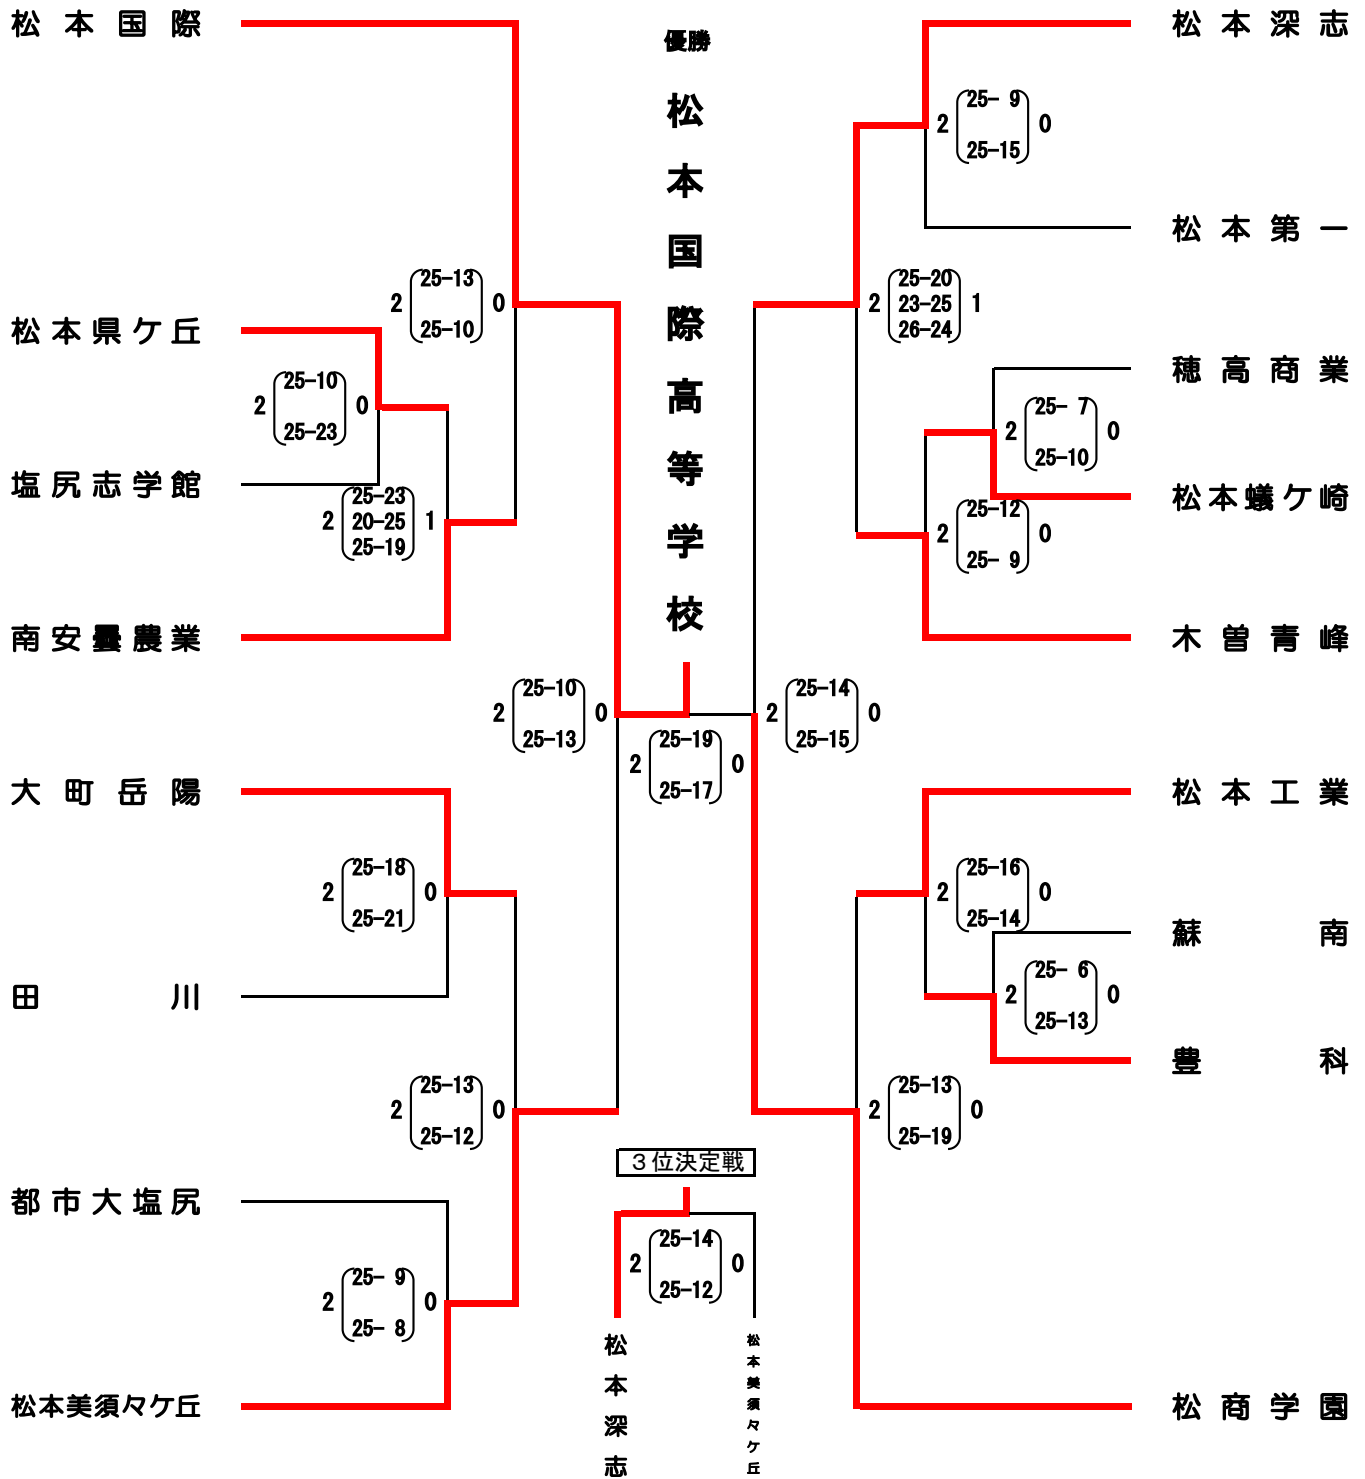 松本国際
松本県ケ丘
塩尻志学館
南安曇農業
大町岳陽
田川
都市大塩尻
松本美須々ケ丘
2 25-13 0
25-10
2 25-10 0
25-23
25-23
2 20-25 1
25-19
2 25-10 0
25-13
2 25-18 0
25-21
2 25-13 0
25-12
2 25- 9 0
25- 8
優勝
松本国際高等学校
2 25-19 0
25-17
3位決定戦
2 25-14 0
25-12
松本深志
松本美須々ケ丘
2 25- 9 0
25-15
25-20
2 23-25 1
26-24
2 25- 7 0
25-10
2 25-12 0
25- 9
2 25-14 0
25-15
2 25-16 0
25-14
2 25- 6 0
25-13
2 25-13 0
25-19
松本深志
松本第一
穂高商業
松本蟻ケ崎
木曽青峰
松本工業
蘇南
豊科
松商学園